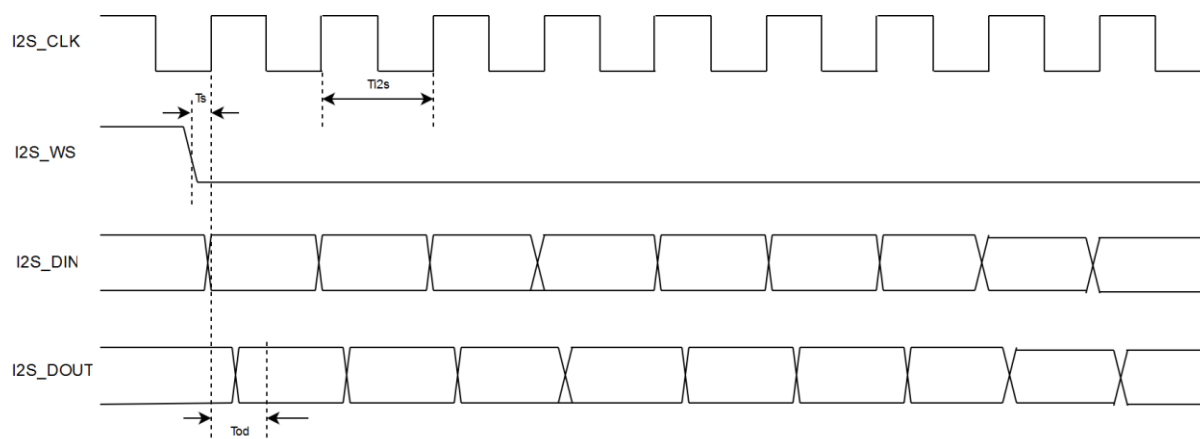 I2S_CLK
Ti2s
Ts
I2S_WS
I2S_DIN
I2S_DOUT
Tod